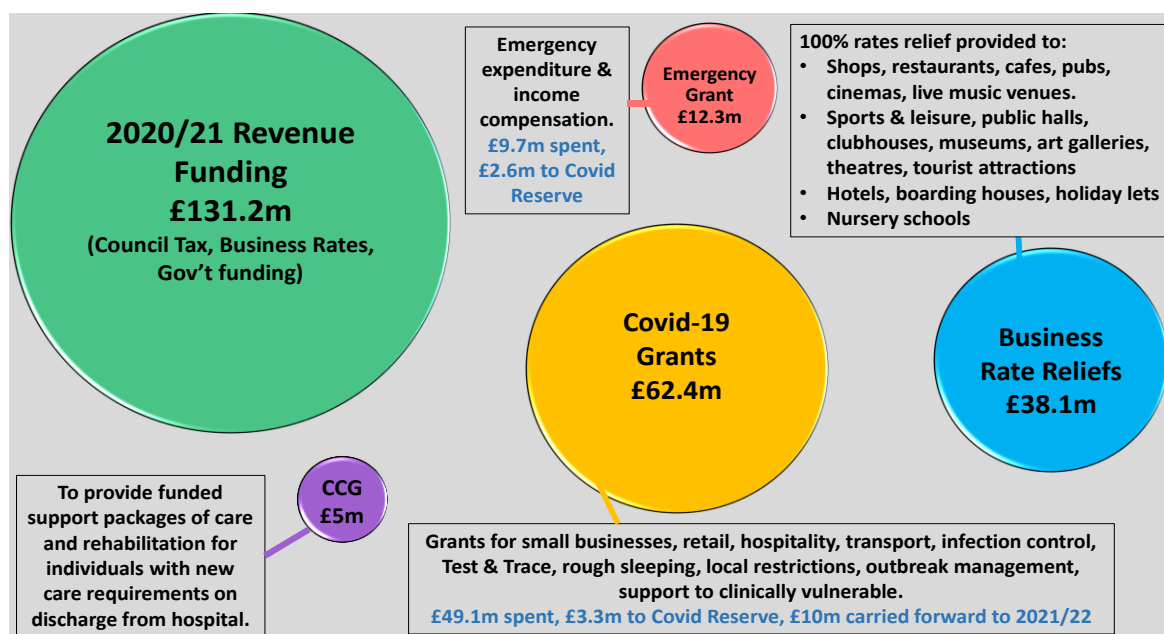 2020/21 Revenue
Funding
£131.2m
(Council Tax, Business Rates,
Gov't funding)
Emergency
expenditure &
income
compensation.
£9.7m spent,
£2.6m to Covid
Reserve
Emergency
Grant
£12.3m
100% rates relief provided to:
• Shops, restaurants, cafes, pubs,
cinemas, live music venues.
• Sports & leisure, public halls,
clubhouses, museums, art galleries,
theatres, tourist attractions
• Hotels, boarding houses, holiday lets
• Nursery schools
Covid-19
Grants
£62.4m
Business
Rate Reliefs
£38.1m
To provide funded
support packages of care
and rehabilitation for
individuals with new
care requirements on
discharge from hospital.
CCG
£5m
Grants for small businesses, retail, hospitality, transport, infection control,
Test & Trace, rough sleeping, local restrictions, outbreak management,
support to clinically vulnerable.
£49.1m spent, £3.3m to Covid Reserve, £10m carried forward to 2021/22